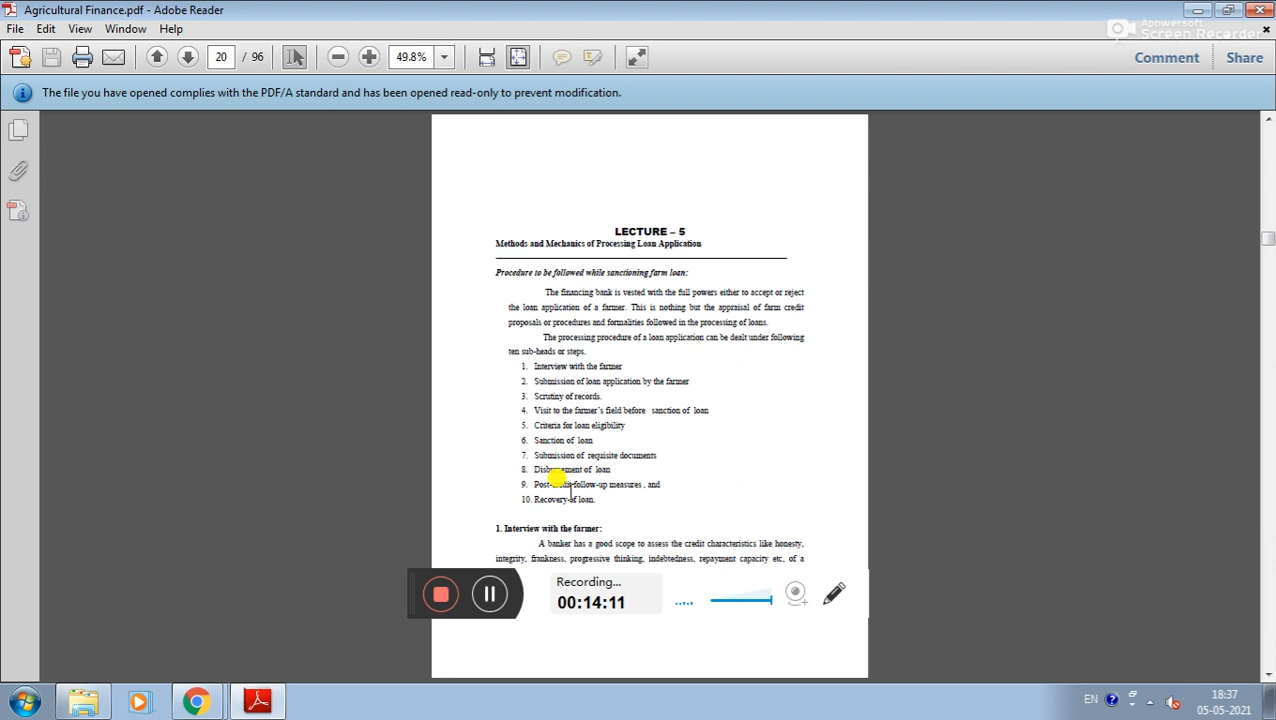 Agricultural Finance.pdf - Adobe Reader
File Edit View Window Help
Apowersoft
Screen Recorder
20 / 96
49.8%
Comment Share
The file you have opened complies with the PDF/A standard and has been opened read-only to prevent modification.
LECTURE – 5
Methods and Mechanics of Processing Loan Application
Procedure to be followed while sanctioning farm loan:
The financing bank is vested with the full powers either to accept or reject
the loan application of a farmer. This is nothing but the appraisal of farm credit
proposals or procedures and formalities followed in the processing of loans.
The processing procedure of a loan application can be dealt under following
ten sub-heads or steps.
1. Interview with the farmer
2. Submission of loan application by the farmer
3. Scrutiny of records.
4. Visit to the farmer's field before sanction of loan
5. Criteria for loan eligibility
6. Sanction of loan
7. Submission of requisite documents
8. Disbursement of loan
9. Post-credit follow-up measures , and
10. Recovery of loan.
1. Interview with the farmer:
A banker has a good scope to assess the credit characteristics like honesty,
integrity, frankness, progressive thinking, indebtedness, repayment capacity etc, of a
Recording...
00:14:11
EN
18:37
05-05-2021